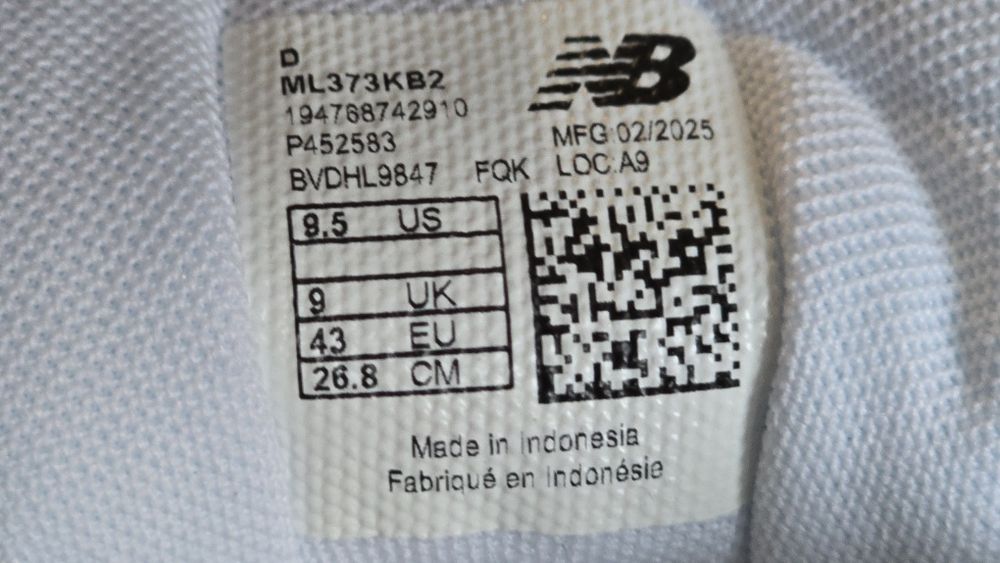 D
ML373KB2
194768742910
P452583
BVDHL9847 FQK
NB
MFG:02/2025
LOC:A9
9.5 US
9 UK
43 EU
26.8 CM
Made in Indonesia
Fabriqué en Indonésie